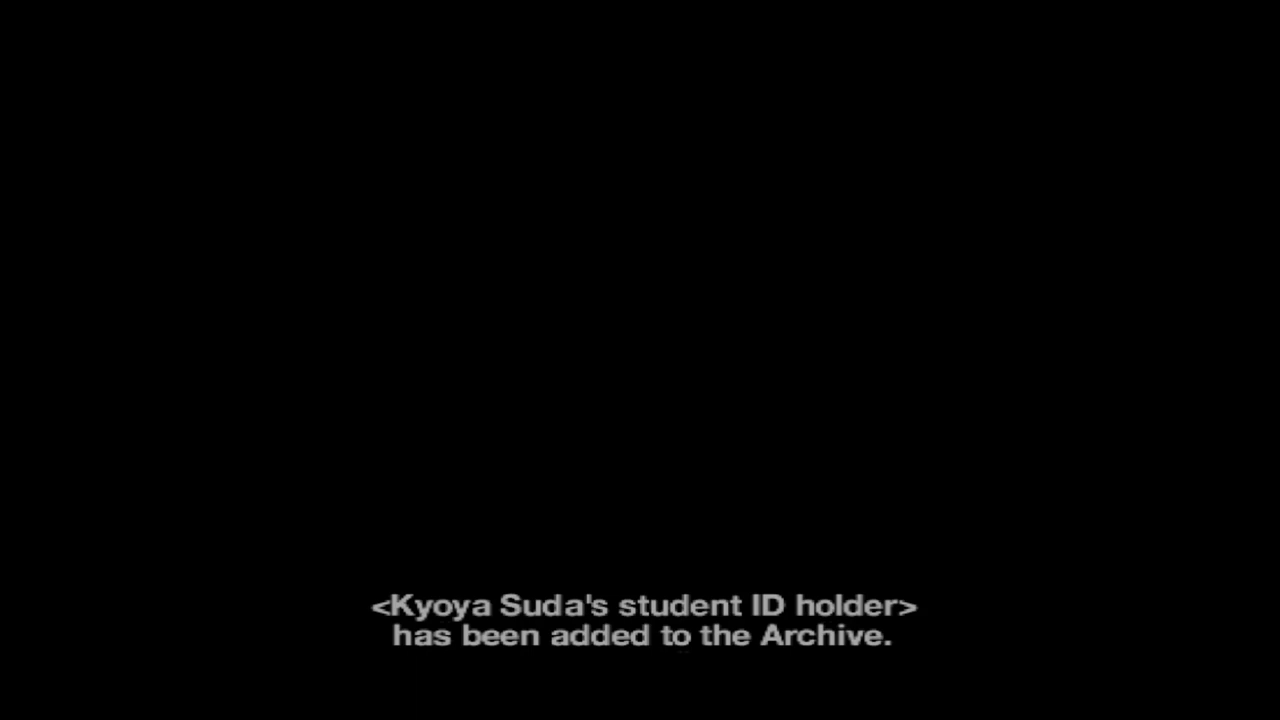 <Kyoya Suda's student ID holder>
has been added to the Archive.